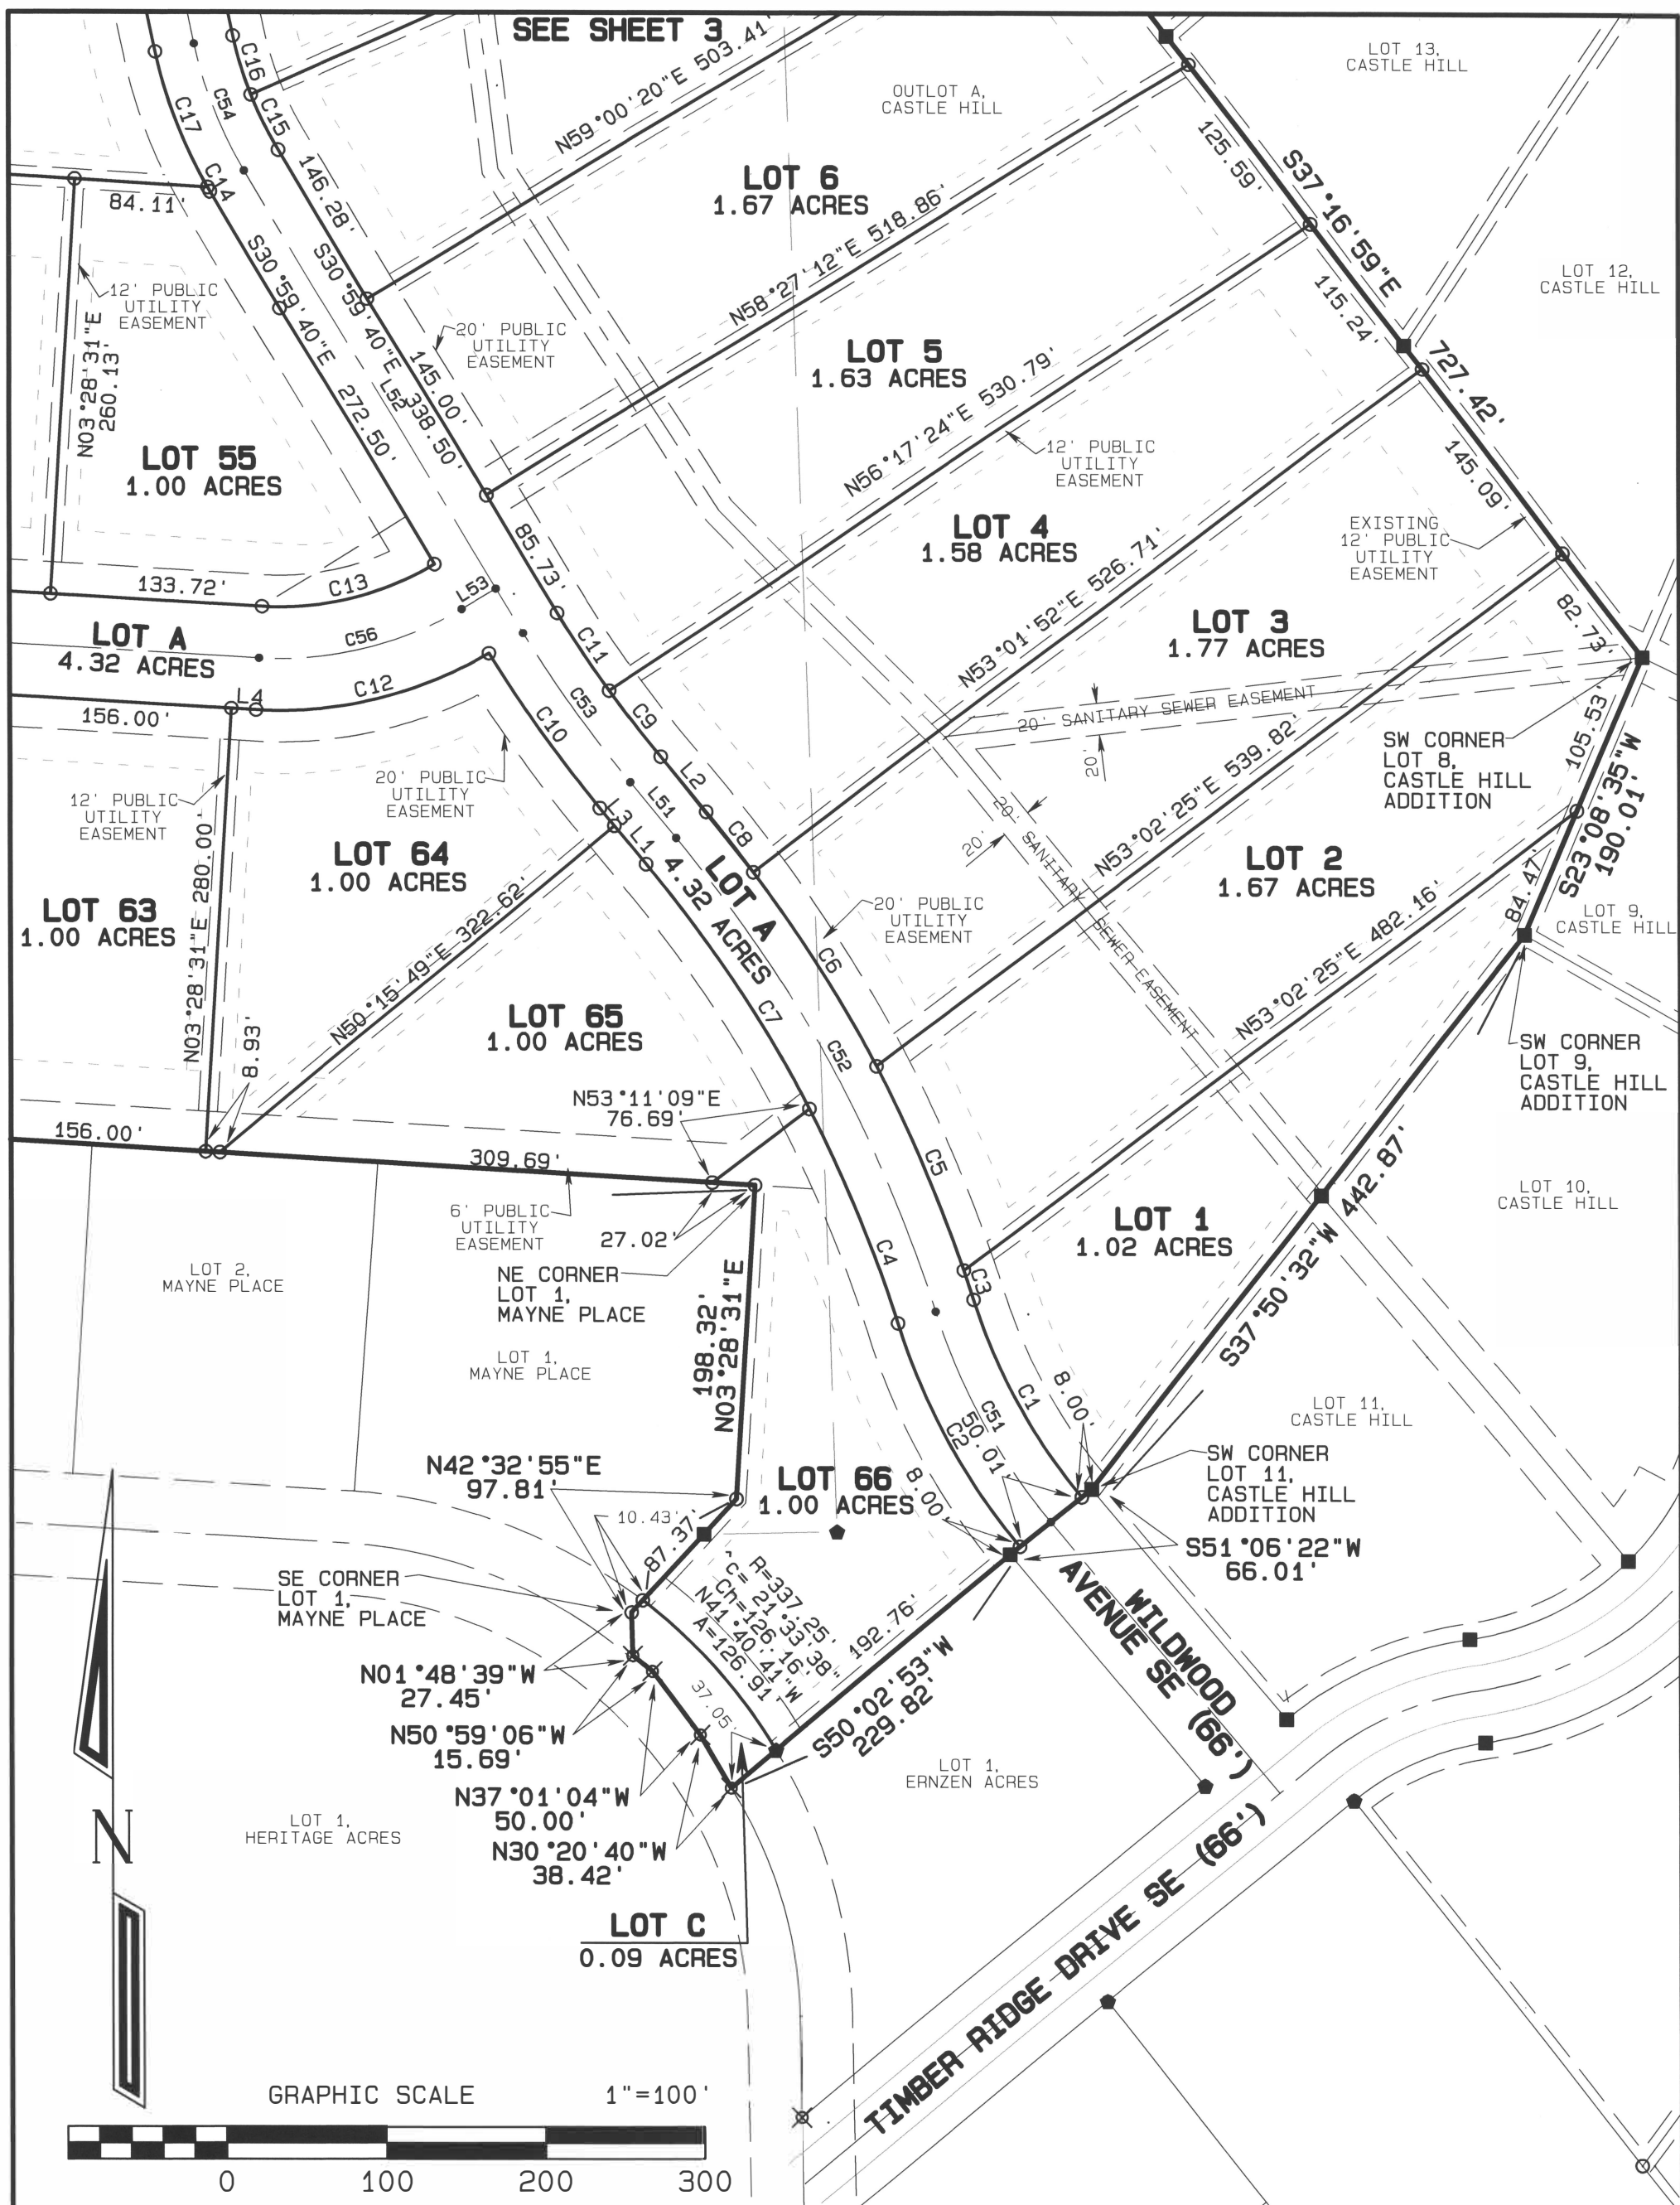 SEE SHEET 3
LOT 13,
CASTLE HILL
OUTLOT A,
CASTLE HILL
C16
C15
C54
C17
C14
N59°00'20"E 503.41'
146.28'
84.11'
LOT 6
1.67 ACRES
125.59'
S37°16'59"E
727.42'
N58°27'12"E 518.86'
LOT 12,
CASTLE HILL
12' PUBLIC
UTILITY
EASEMENT
S30°59'40"E 272.50'
S30°59'40"E 338.50'
L52
145.00'
20' PUBLIC
UTILITY
EASEMENT
115.24'
LOT 5
1.63 ACRES
N03°28'31"E
260.13'
N56°17'24"E 530.79'
12' PUBLIC
UTILITY
EASEMENT
145.09'
LOT 55
1.00 ACRES
85.73'
LOT 4
1.58 ACRES
EXISTING
12' PUBLIC
UTILITY
EASEMENT
133.72'
C13
L53
C11
N53°01'52"E 526.71'
82.73'
LOT A
4.32 ACRES
C56
LOT 3
1.77 ACRES
L4
C12
156.00'
C10
C53
C9
20' SANITARY SEWER EASEMENT
20'
105.53'
S23°08'35"W
190.01'
SW CORNER
LOT 8,
CASTLE HILL
ADDITION
12' PUBLIC
UTILITY
EASEMENT
20' PUBLIC
UTILITY
EASEMENT
L2
L51
L3
L1
C8
N53°02'25"E 539.82'
20' SANITARY SEWER EASEMENT
20'
LOT 64
1.00 ACRES
LOT A
4.32 ACRES
LOT 2
1.67 ACRES
LOT 63
1.00 ACRES
N03°28'31"E 280.00'
N50°15'49"E 322.62'
20' PUBLIC
UTILITY
EASEMENT
84.47'
LOT 9,
CASTLE HILL
C6
C7
N53°02'25"E 482.16'
LOT 65
1.00 ACRES
8.93'
C52
SW CORNER
LOT 9,
CASTLE HILL
ADDITION
N53°11'09"E
76.69'
156.00'
309.69'
C5
S37°50'32"W 442.87'
LOT 10,
CASTLE HILL
6' PUBLIC
UTILITY
EASEMENT
27.02'
LOT 1
1.02 ACRES
C4
LOT 2,
MAYNE PLACE
NE CORNER
LOT 1,
MAYNE PLACE
C3
198.32'
N03°28'31"E
LOT 1,
MAYNE PLACE
C1
8.00'
LOT 11,
CASTLE HILL
C51
50.01'
C2
N42°32'55"E
97.81'
LOT 66
1.00 ACRES
8.00'
SW CORNER
LOT 11,
CASTLE HILL
ADDITION
10.43'
87.37'
S51°06'22"W
66.01'
SE CORNER
LOT 1,
MAYNE PLACE
R=337.25'
c= 21°33'38"
Ch=126.16'
N41°40'41"W
A=126.91'
192.76'
S50°02'53"W
229.82'
WILDWOOD
AVENUE SE (66')
N01°48'39"W
27.45'
37.05'
N50°59'06"W
15.69'
LOT 1,
ERNZEN ACRES
N37°01'04"W
50.00'
LOT 1,
HERITAGE ACRES
N30°20'40"W
38.42'
N
LOT C
0.09 ACRES
TIMBER RIDGE DRIVE SE (66')
GRAPHIC SCALE 1"=100'
0 100 200 300